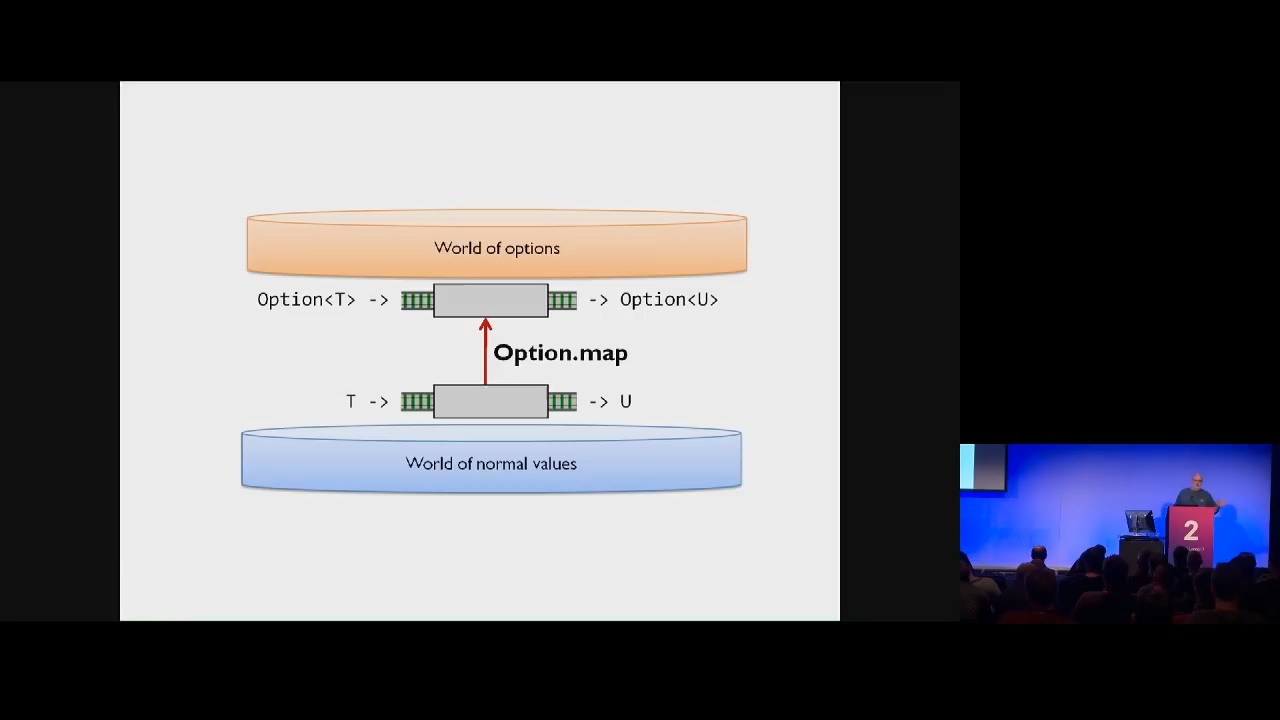 World of options
Option<T> -> -> Option<U>
Option.map
T -> -> U
World of normal values
2